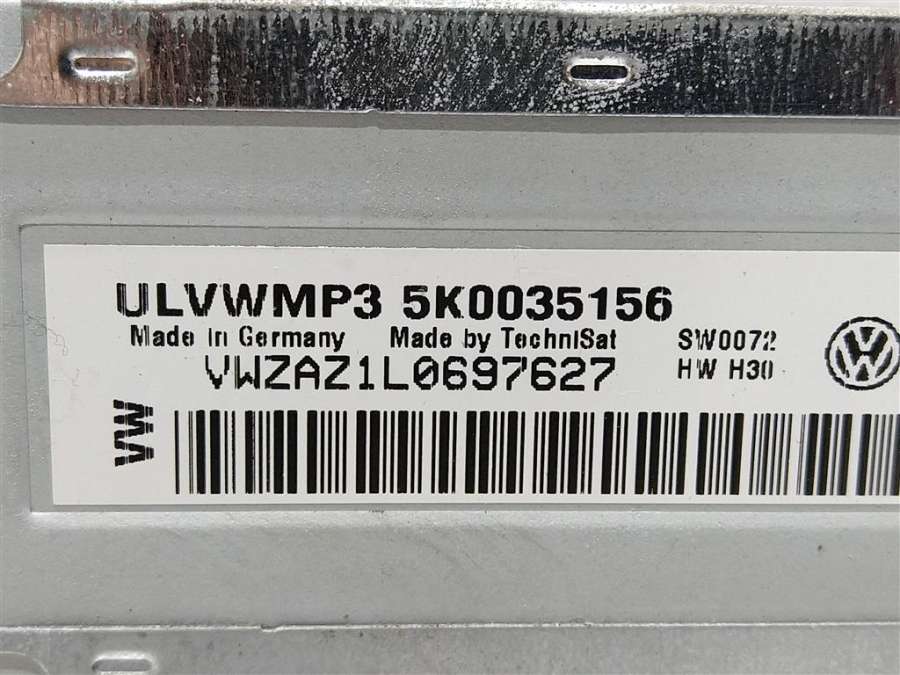 ULVWMP3 5K0035156
Made in Germany Made by TechniSat SW0072
VWZAZ1L0697627 HW H30
VW